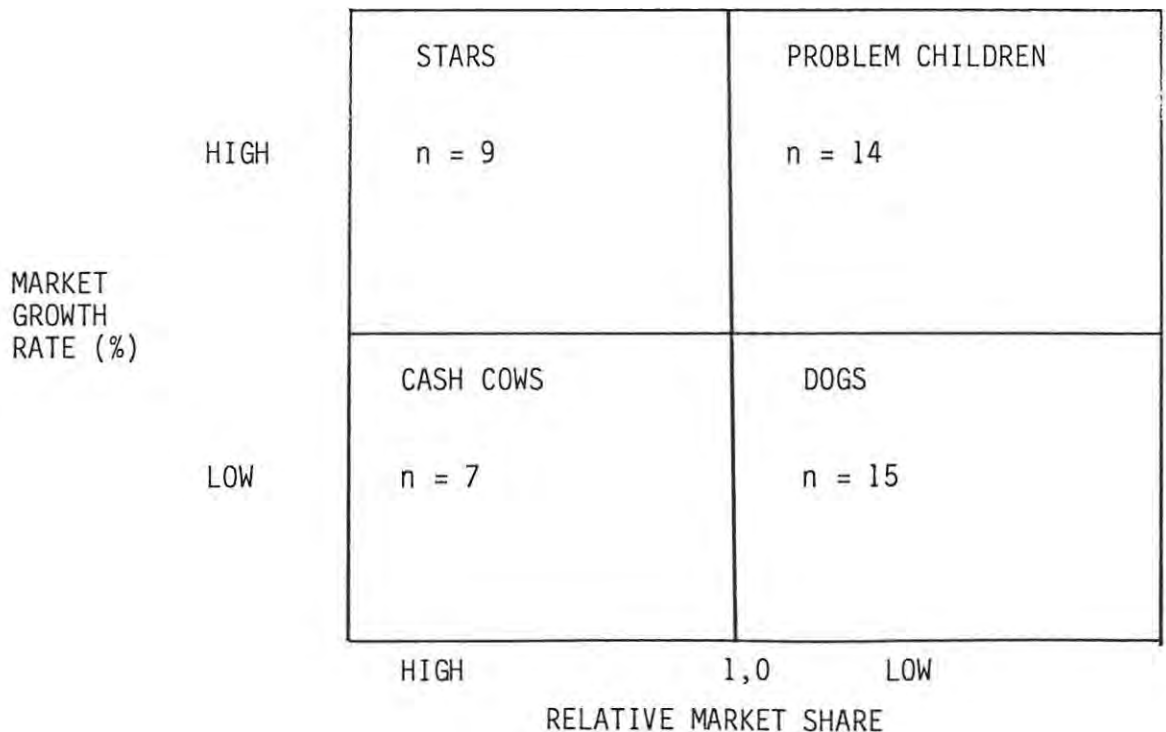 STARS
PROBLEM CHILDREN
HIGH
n = 9
n = 14
MARKET
GROWTH
RATE (%)
CASH COWS
DOGS
LOW
n = 7
n = 15
HIGH
1,0
LOW
RELATIVE MARKET SHARE